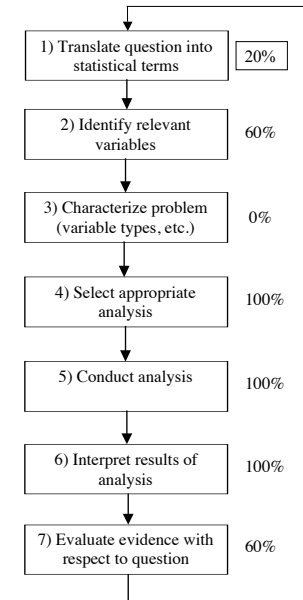 1) Translate question into
statistical terms
20%
2) Identify relevant
variables
60%
3) Characterize problem
(variable types, etc.)
0%
4) Select appropriate
analysis
100%
5) Conduct analysis
100%
6) Interpret results of
analysis
100%
7) Evaluate evidence with
respect to question
60%